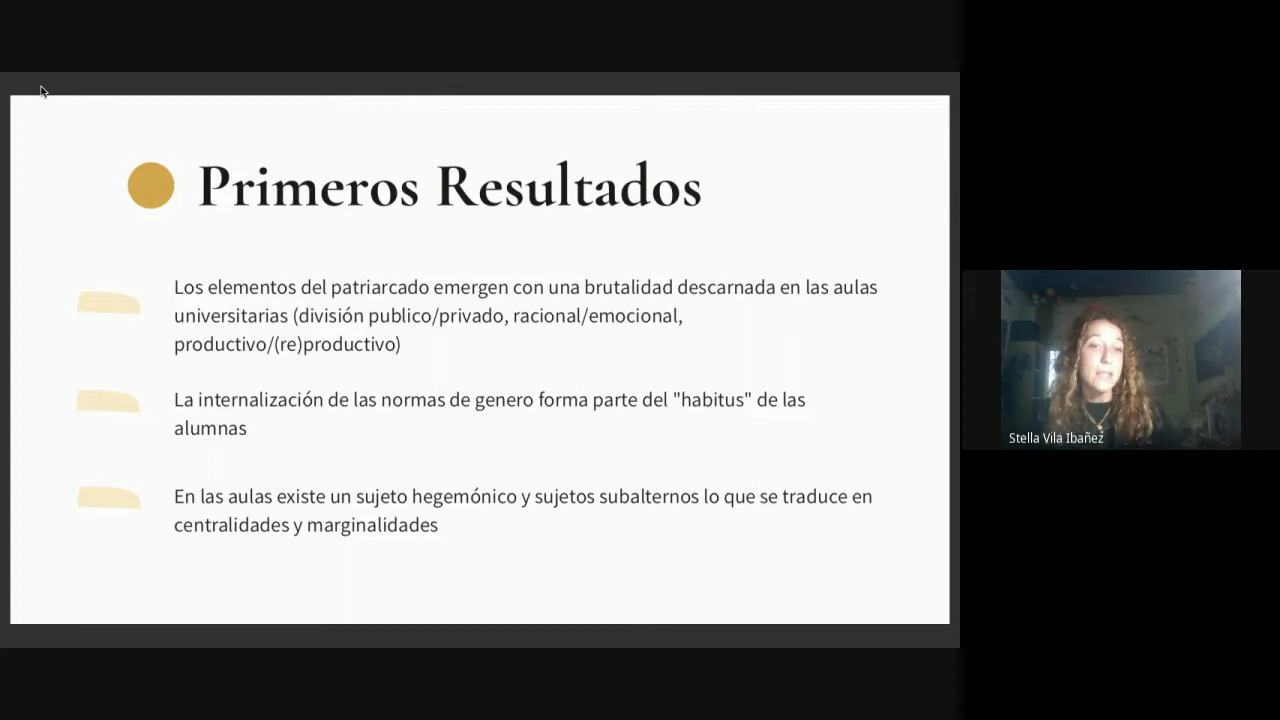 Primeros Resultados
Los elementos del patriarcado emergen con una brutalidad descarnada en las aulas
universitarias (división publico/privado, racional/emocional,
productivo/(re)productivo)
La internalización de las normas de genero forma parte del "habitus" de las
alumnas
En las aulas existe un sujeto hegemónico y sujetos subalternos lo que se traduce en
centralidades y marginalidades
Stella Vila Ibañez